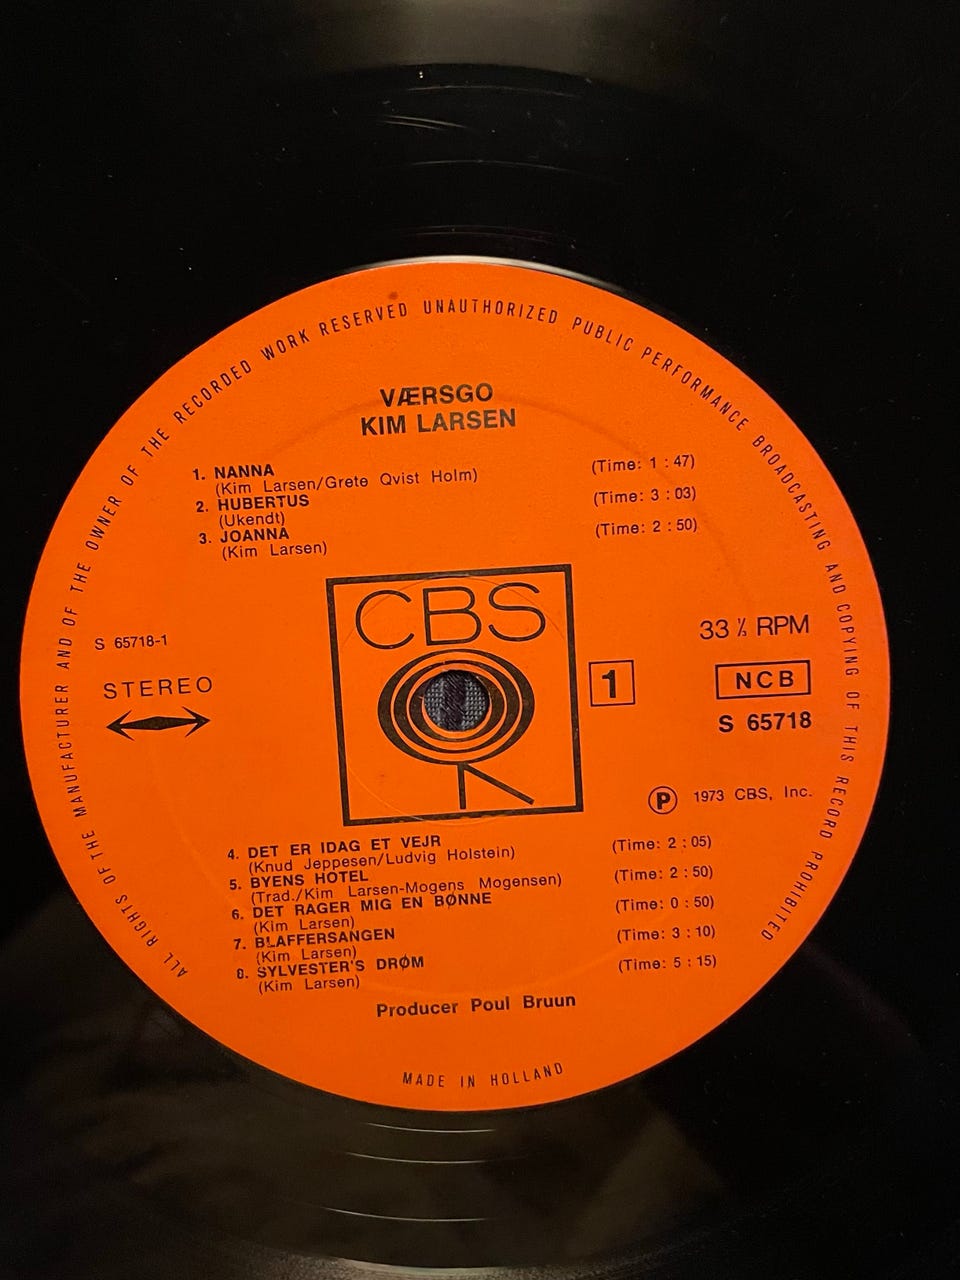 ALL RIGHTS OF THE MANUFACTURER AND OF THE OWNER OF THE RECORDED WORK RESERVED UNAUTHORIZED PUBLIC PERFORMANCE BROADCASTING AND COPYING OF THIS RECORD PROHIBITED
VÆRSGO
KIM LARSEN
1. NANNA (Time: 1 : 47)
(Kim Larsen/Grete Qvist Holm)
2. HUBERTUS (Time: 3 : 03)
(Ukendt)
3. JOANNA (Time: 2 : 50)
(Kim Larsen)
CBS
S 65718-1
STEREO
1
33 ⅓ RPM
NCB
S 65718
℗ 1973 CBS, Inc.
4. DET ER IDAG ET VEJR (Time: 2 : 05)
(Knud Jeppesen/Ludvig Holstein)
5. BYENS HOTEL (Time: 2 : 50)
(Trad./Kim Larsen-Mogens Mogensen)
6. DET RAGER MIG EN BØNNE (Time: 0 : 50)
(Kim Larsen)
7. BLAFFERSANGEN (Time: 3 : 10)
(Kim Larsen)
8. SYLVESTER'S DRØM (Time: 5 : 15)
(Kim Larsen)
Producer Poul Bruun
MADE IN HOLLAND